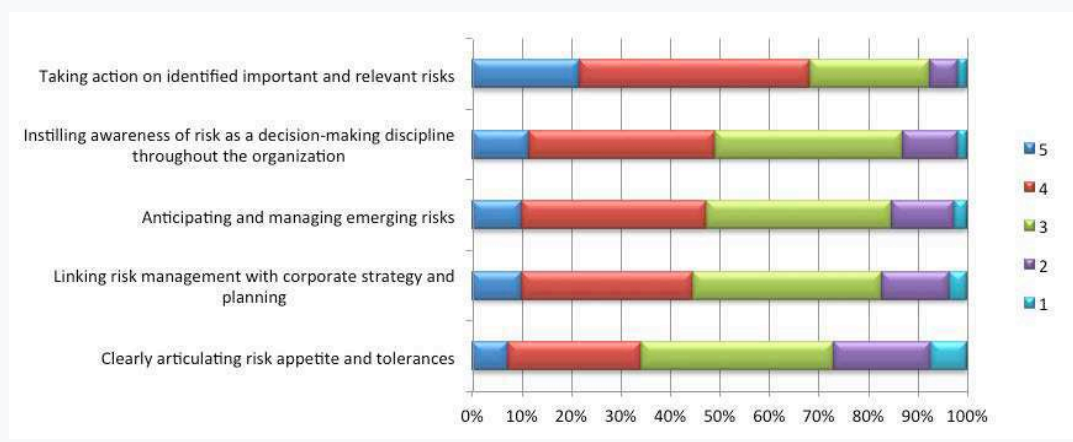 Taking action on identified important and relevant risks
Instilling awareness of risk as a decision-making discipline
throughout the organization
Anticipating and managing emerging risks
Linking risk management with corporate strategy and
planning
Clearly articulating risk appetite and tolerances
0% 10% 20% 30% 40% 50% 60% 70% 80% 90% 100%
5
4
3
2
1